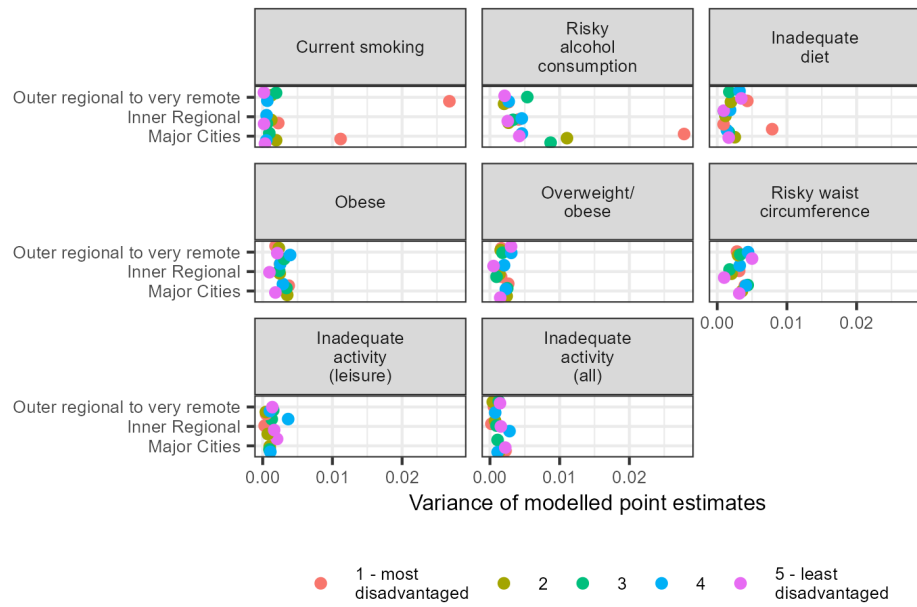 Current smoking
Risky
alcohol
consumption
Inadequate
diet
Outer regional to very remote
Inner Regional
Major Cities
Obese
Overweight/
obese
Risky waist
circumference
Outer regional to very remote
Inner Regional
Major Cities
0.00 0.01 0.02
Inadequate
activity
(leisure)
Inadequate
activity
(all)
Outer regional to very remote
Inner Regional
Major Cities
0.00 0.01 0.02 0.00 0.01 0.02
Variance of modelled point estimates
1 - most
disadvantaged
2
3
4
5 - least
disadvantaged